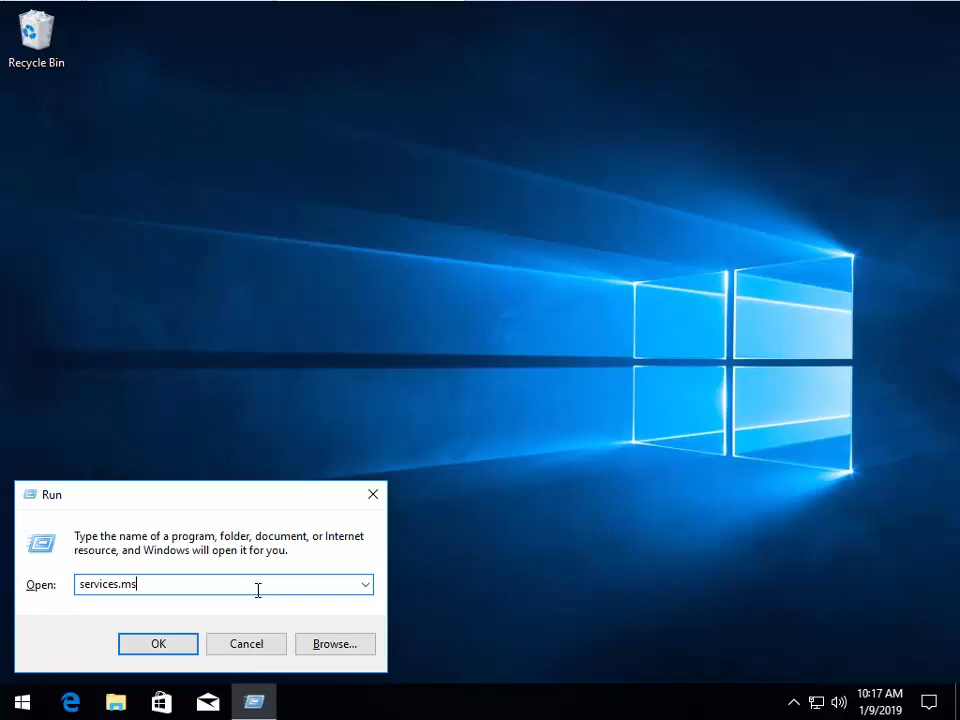 Recycle Bin
Run
Type the name of a program, folder, document, or Internet
resource, and Windows will open it for you.
Open: services.ms
OK Cancel Browse...
10:17 AM
1/9/2019